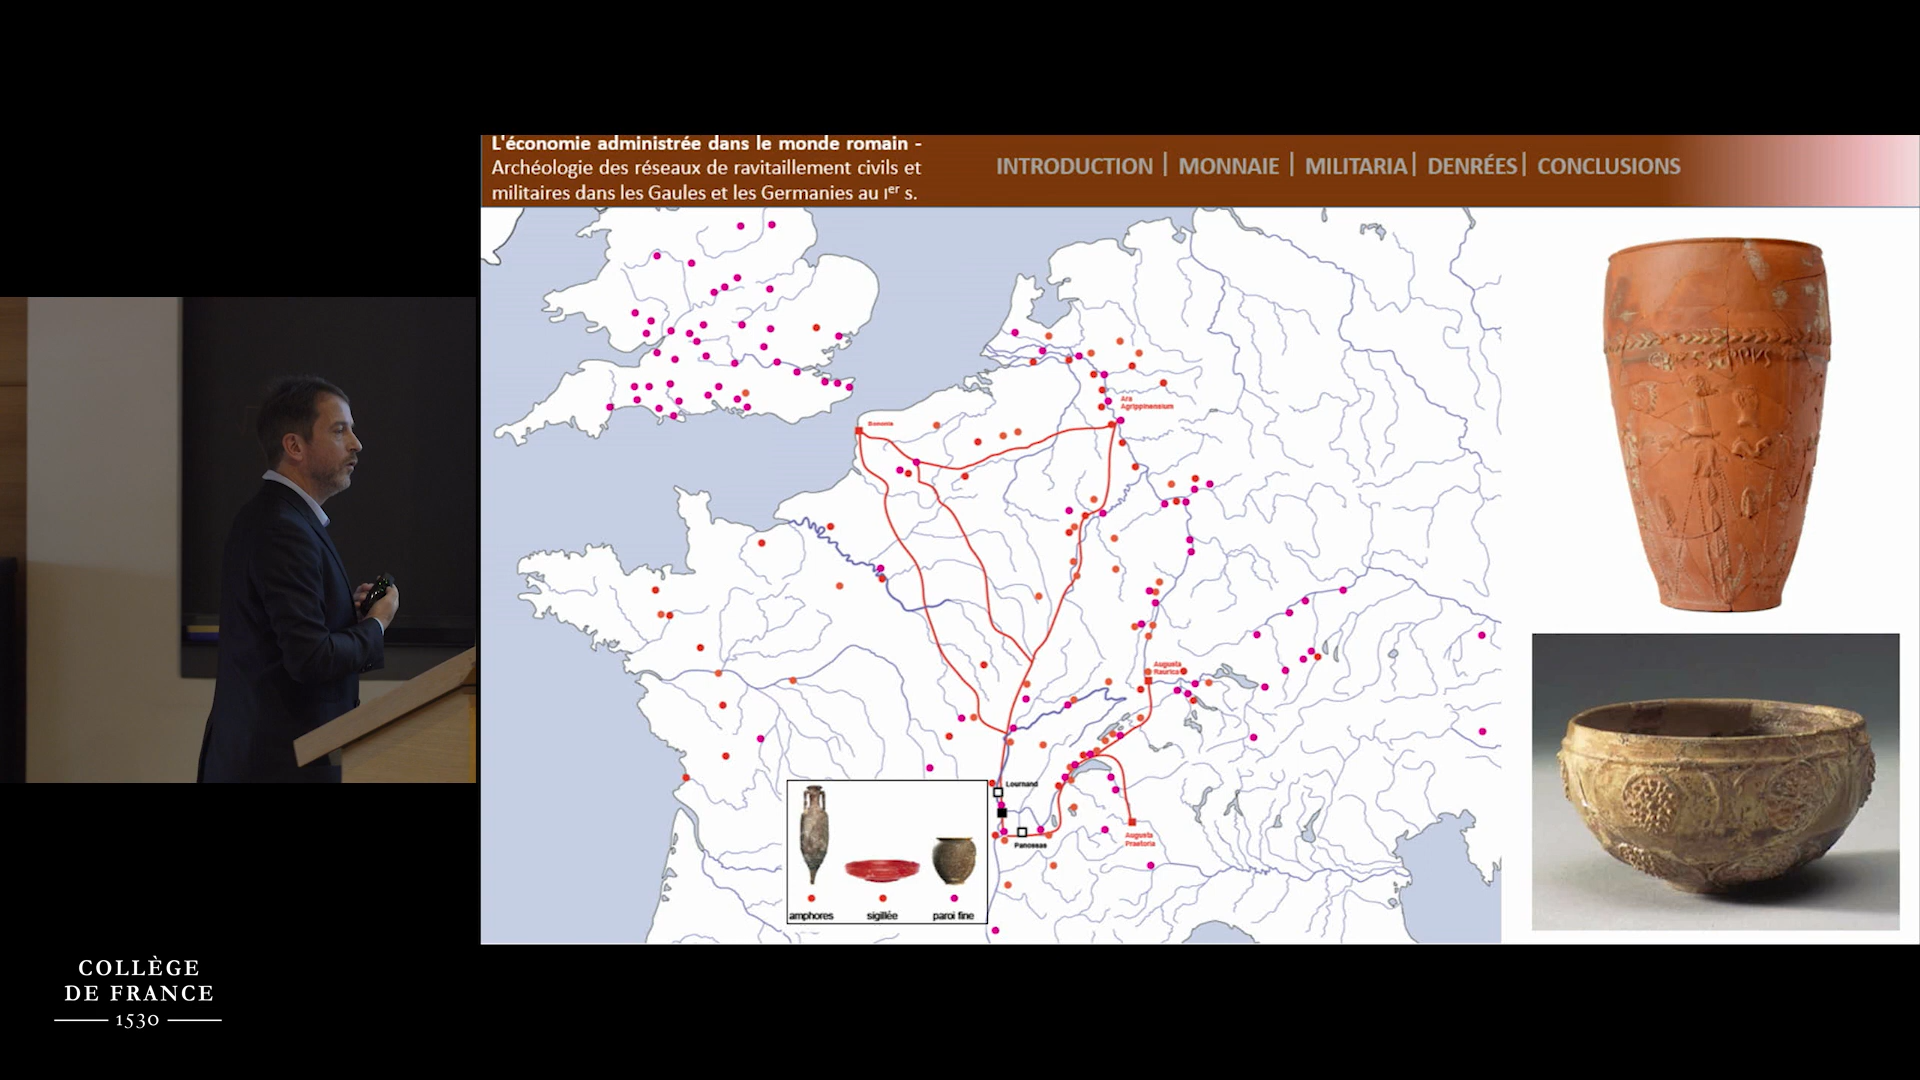 L'économie administrée dans le monde romain -
Archéologie des réseaux de ravitaillement civils et
militaires dans les Gaules et les Germanies au Ier s.
INTRODUCTION | MONNAIE | MILITARIA | DENRÉES | CONCLUSIONS
Ara
Agrippinensium
Bononia
Augusta
Raurica
Lournand
Panossas
Augusta
Praetoria
amphores sigillée paroi fine
COLLÈGE
DE FRANCE
1530